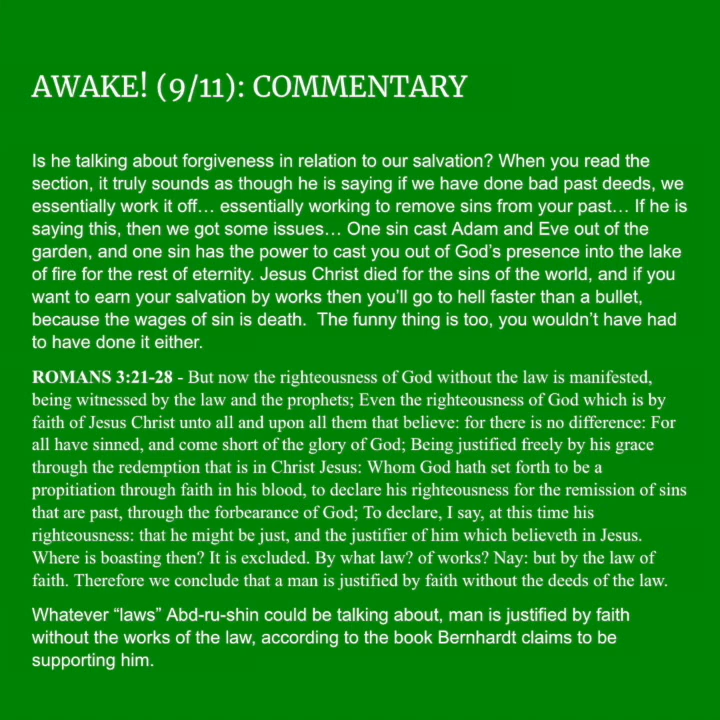 AWAKE! (9/11): COMMENTARY
Is he talking about forgiveness in relation to our salvation? When you read the
section, it truly sounds as though he is saying if we have done bad past deeds, we
essentially work it off… essentially working to remove sins from your past… If he is
saying this, then we got some issues… One sin cast Adam and Eve out of the
garden, and one sin has the power to cast you out of God’s presence into the lake
of fire for the rest of eternity. Jesus Christ died for the sins of the world, and if you
want to earn your salvation by works then you’ll go to hell faster than a bullet,
because the wages of sin is death.  The funny thing is too, you wouldn’t have had
to have done it either.
ROMANS 3:21-28 - But now the righteousness of God without the law is manifested,
being witnessed by the law and the prophets; Even the righteousness of God which is by
faith of Jesus Christ unto all and upon all them that believe: for there is no difference: For
all have sinned, and come short of the glory of God; Being justified freely by his grace
through the redemption that is in Christ Jesus: Whom God hath set forth to be a
propitiation through faith in his blood, to declare his righteousness for the remission of sins
that are past, through the forbearance of God; To declare, I say, at this time his
righteousness: that he might be just, and the justifier of him which believeth in Jesus.
Where is boasting then? It is excluded. By what law? of works? Nay: but by the law of
faith. Therefore we conclude that a man is justified by faith without the deeds of the law.
Whatever “laws” Abd-ru-shin could be talking about, man is justified by faith
without the works of the law, according to the book Bernhardt claims to be
supporting him.